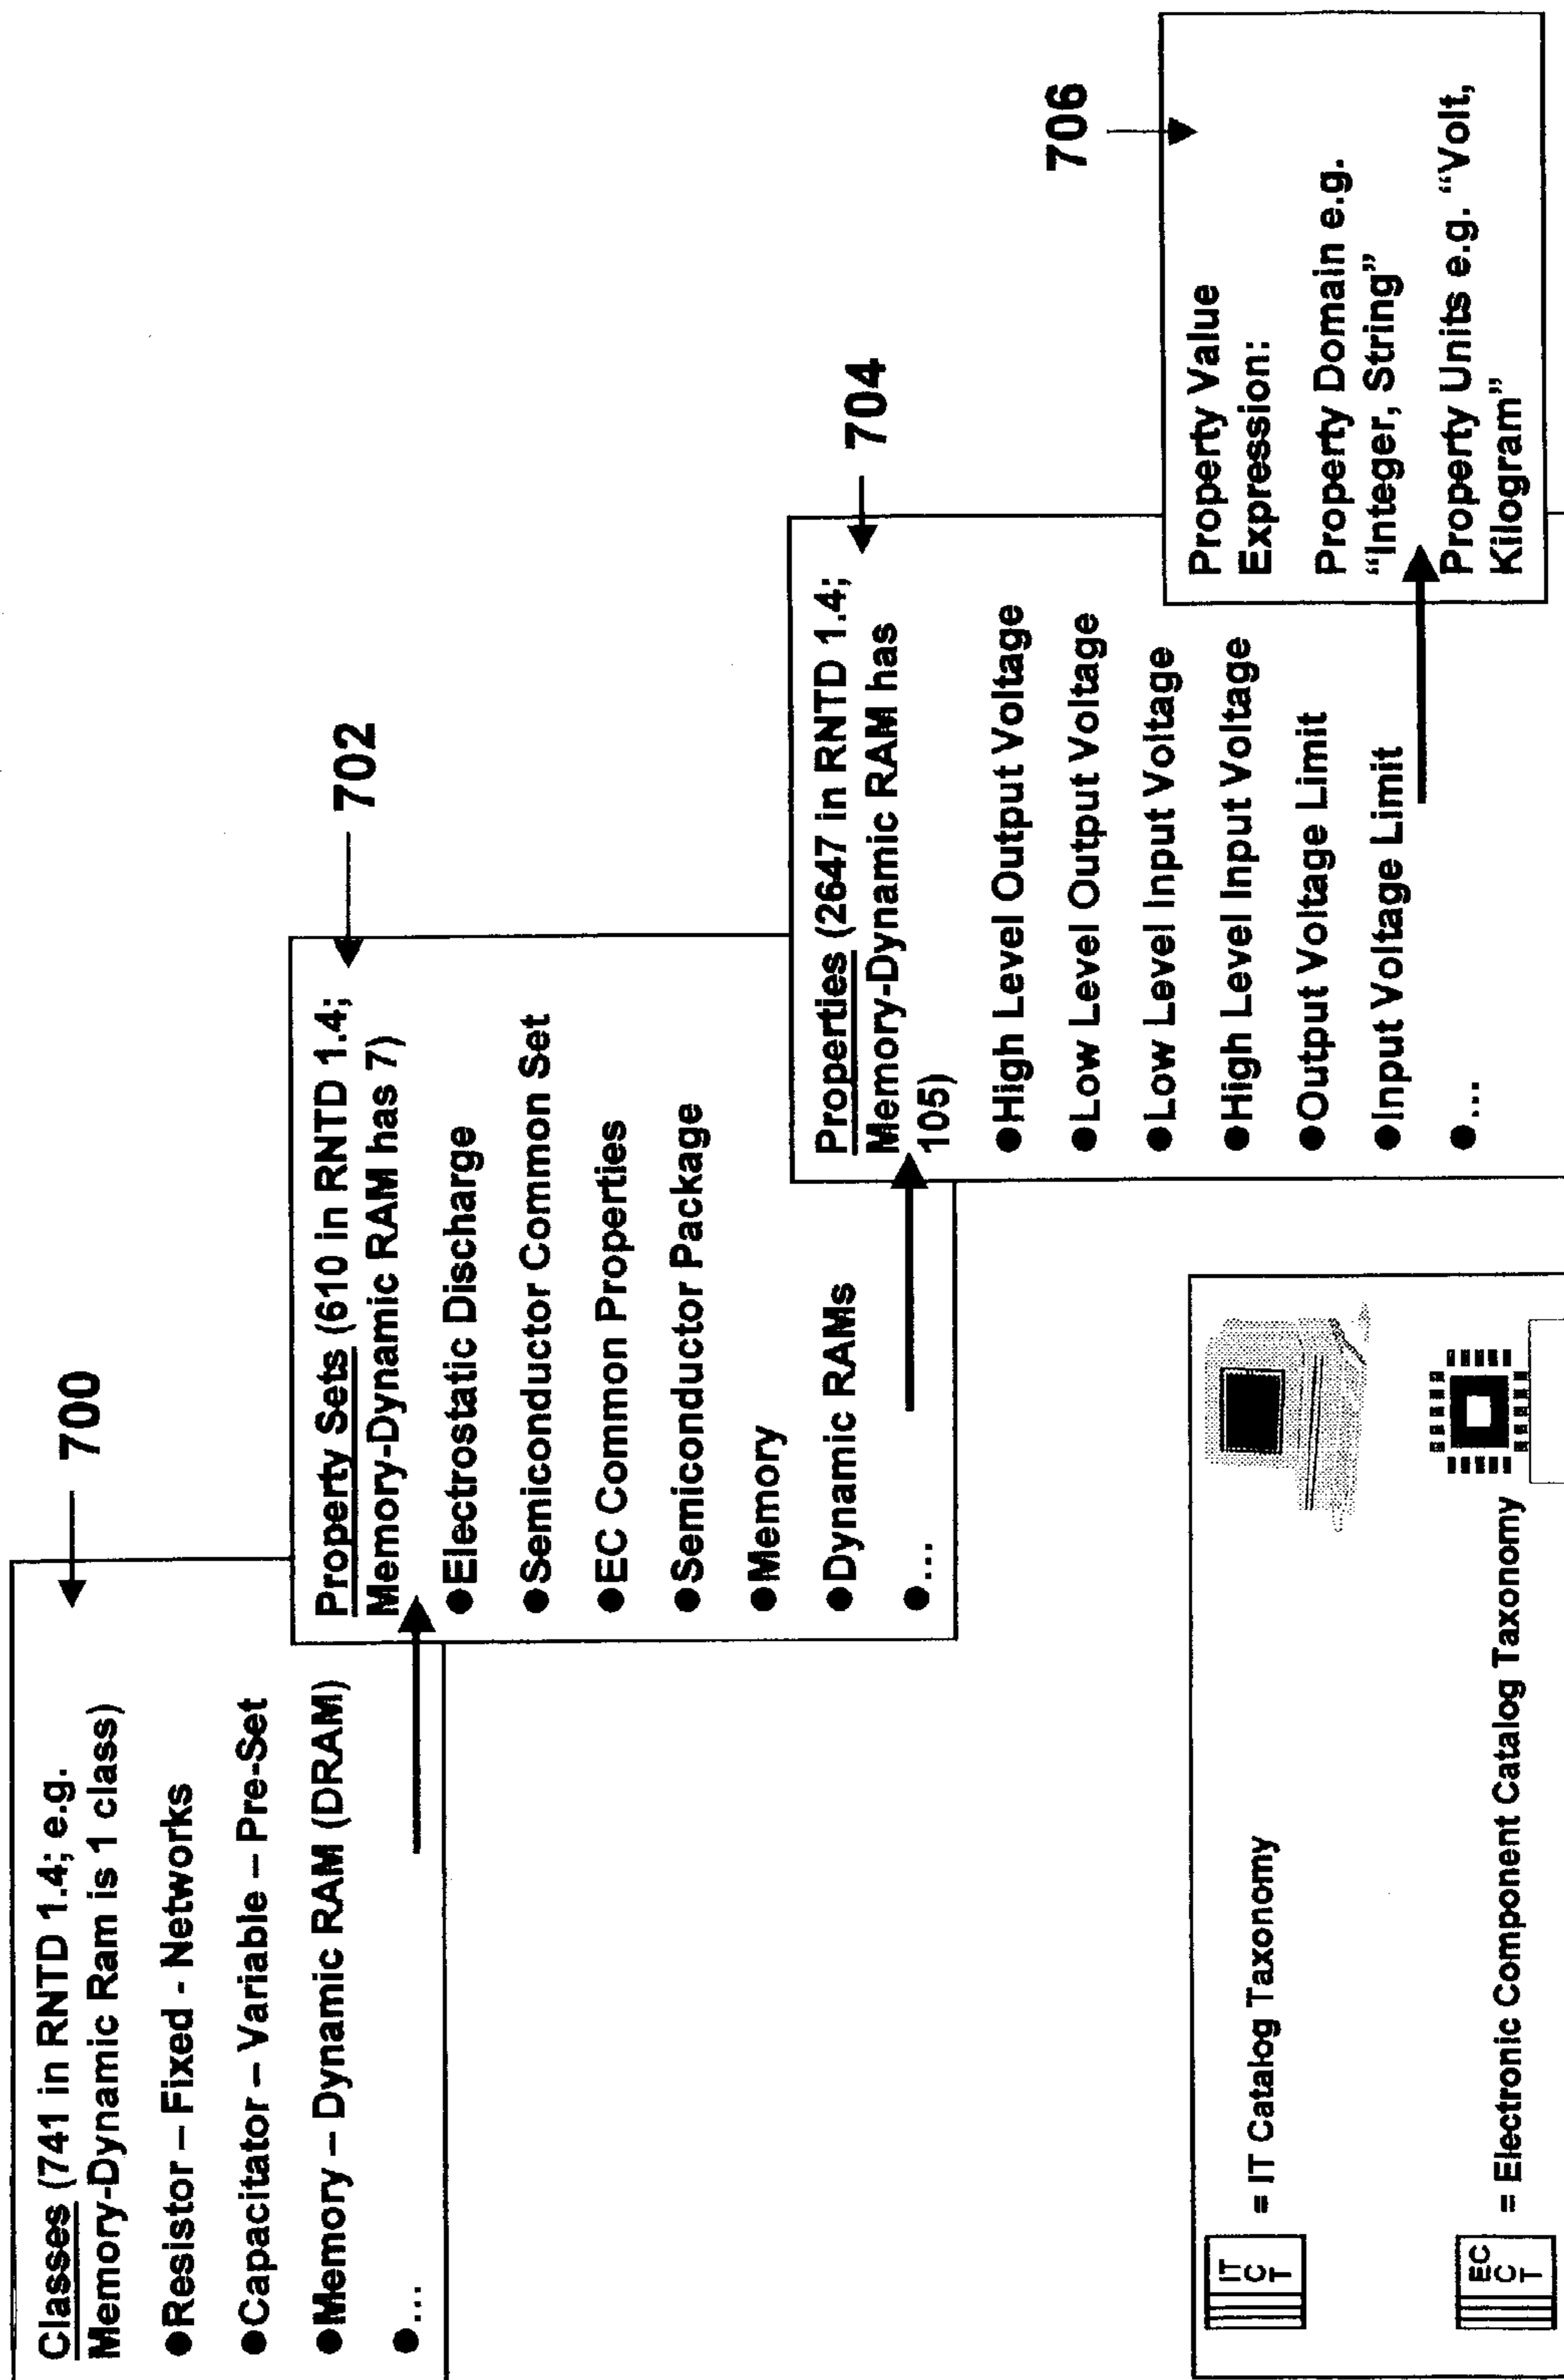 700
Classes (741 in RNTD 1.4; e.g.
Memory-Dynamic Ram is 1 class)
●Resistor – Fixed - Networks
●Capacitator – Variable – Pre-Set
●Memory – Dynamic RAM (DRAM)
●...
702
Property Sets (610 in RNTD 1.4;
Memory-Dynamic RAM has 7)
●Electrostatic Discharge
●Semiconductor Common Set
●EC Common Properties
●Semiconductor Package
●Memory
●Dynamic RAMs
●...
704
Properties (2647 in RNTD 1.4;
Memory-Dynamic RAM has
105)
●High Level Output Voltage
●Low Level Output Voltage
●Low Level Input Voltage
●High Level Input Voltage
●Output Voltage Limit
●Input Voltage Limit
●...
706
Property Value
Expression:
Property Domain e.g.
“Integer, String”
Property Units e.g. “Volt,
Kilogram”
IT
C
T
= IT Catalog Taxonomy
EC
C
T
= Electronic Component Catalog Taxonomy